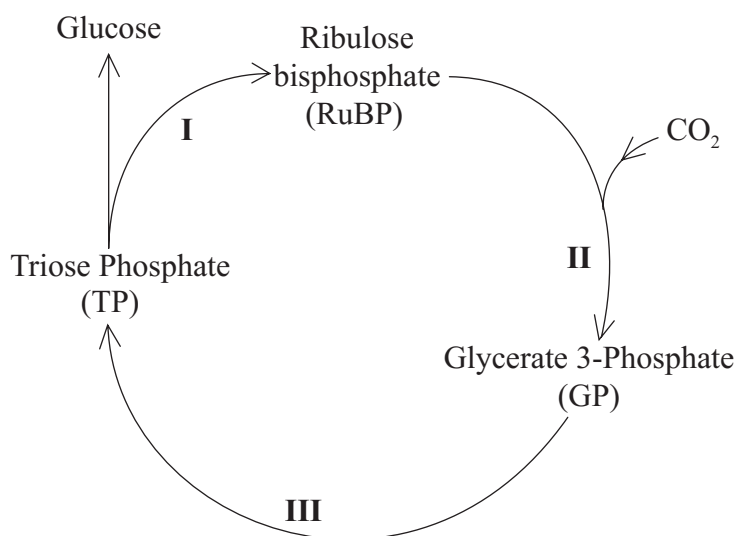 Glucose
Ribulose
bisphosphate
(RuBP)
I
CO₂
II
Triose Phosphate
(TP)
Glycerate 3-Phosphate
(GP)
III